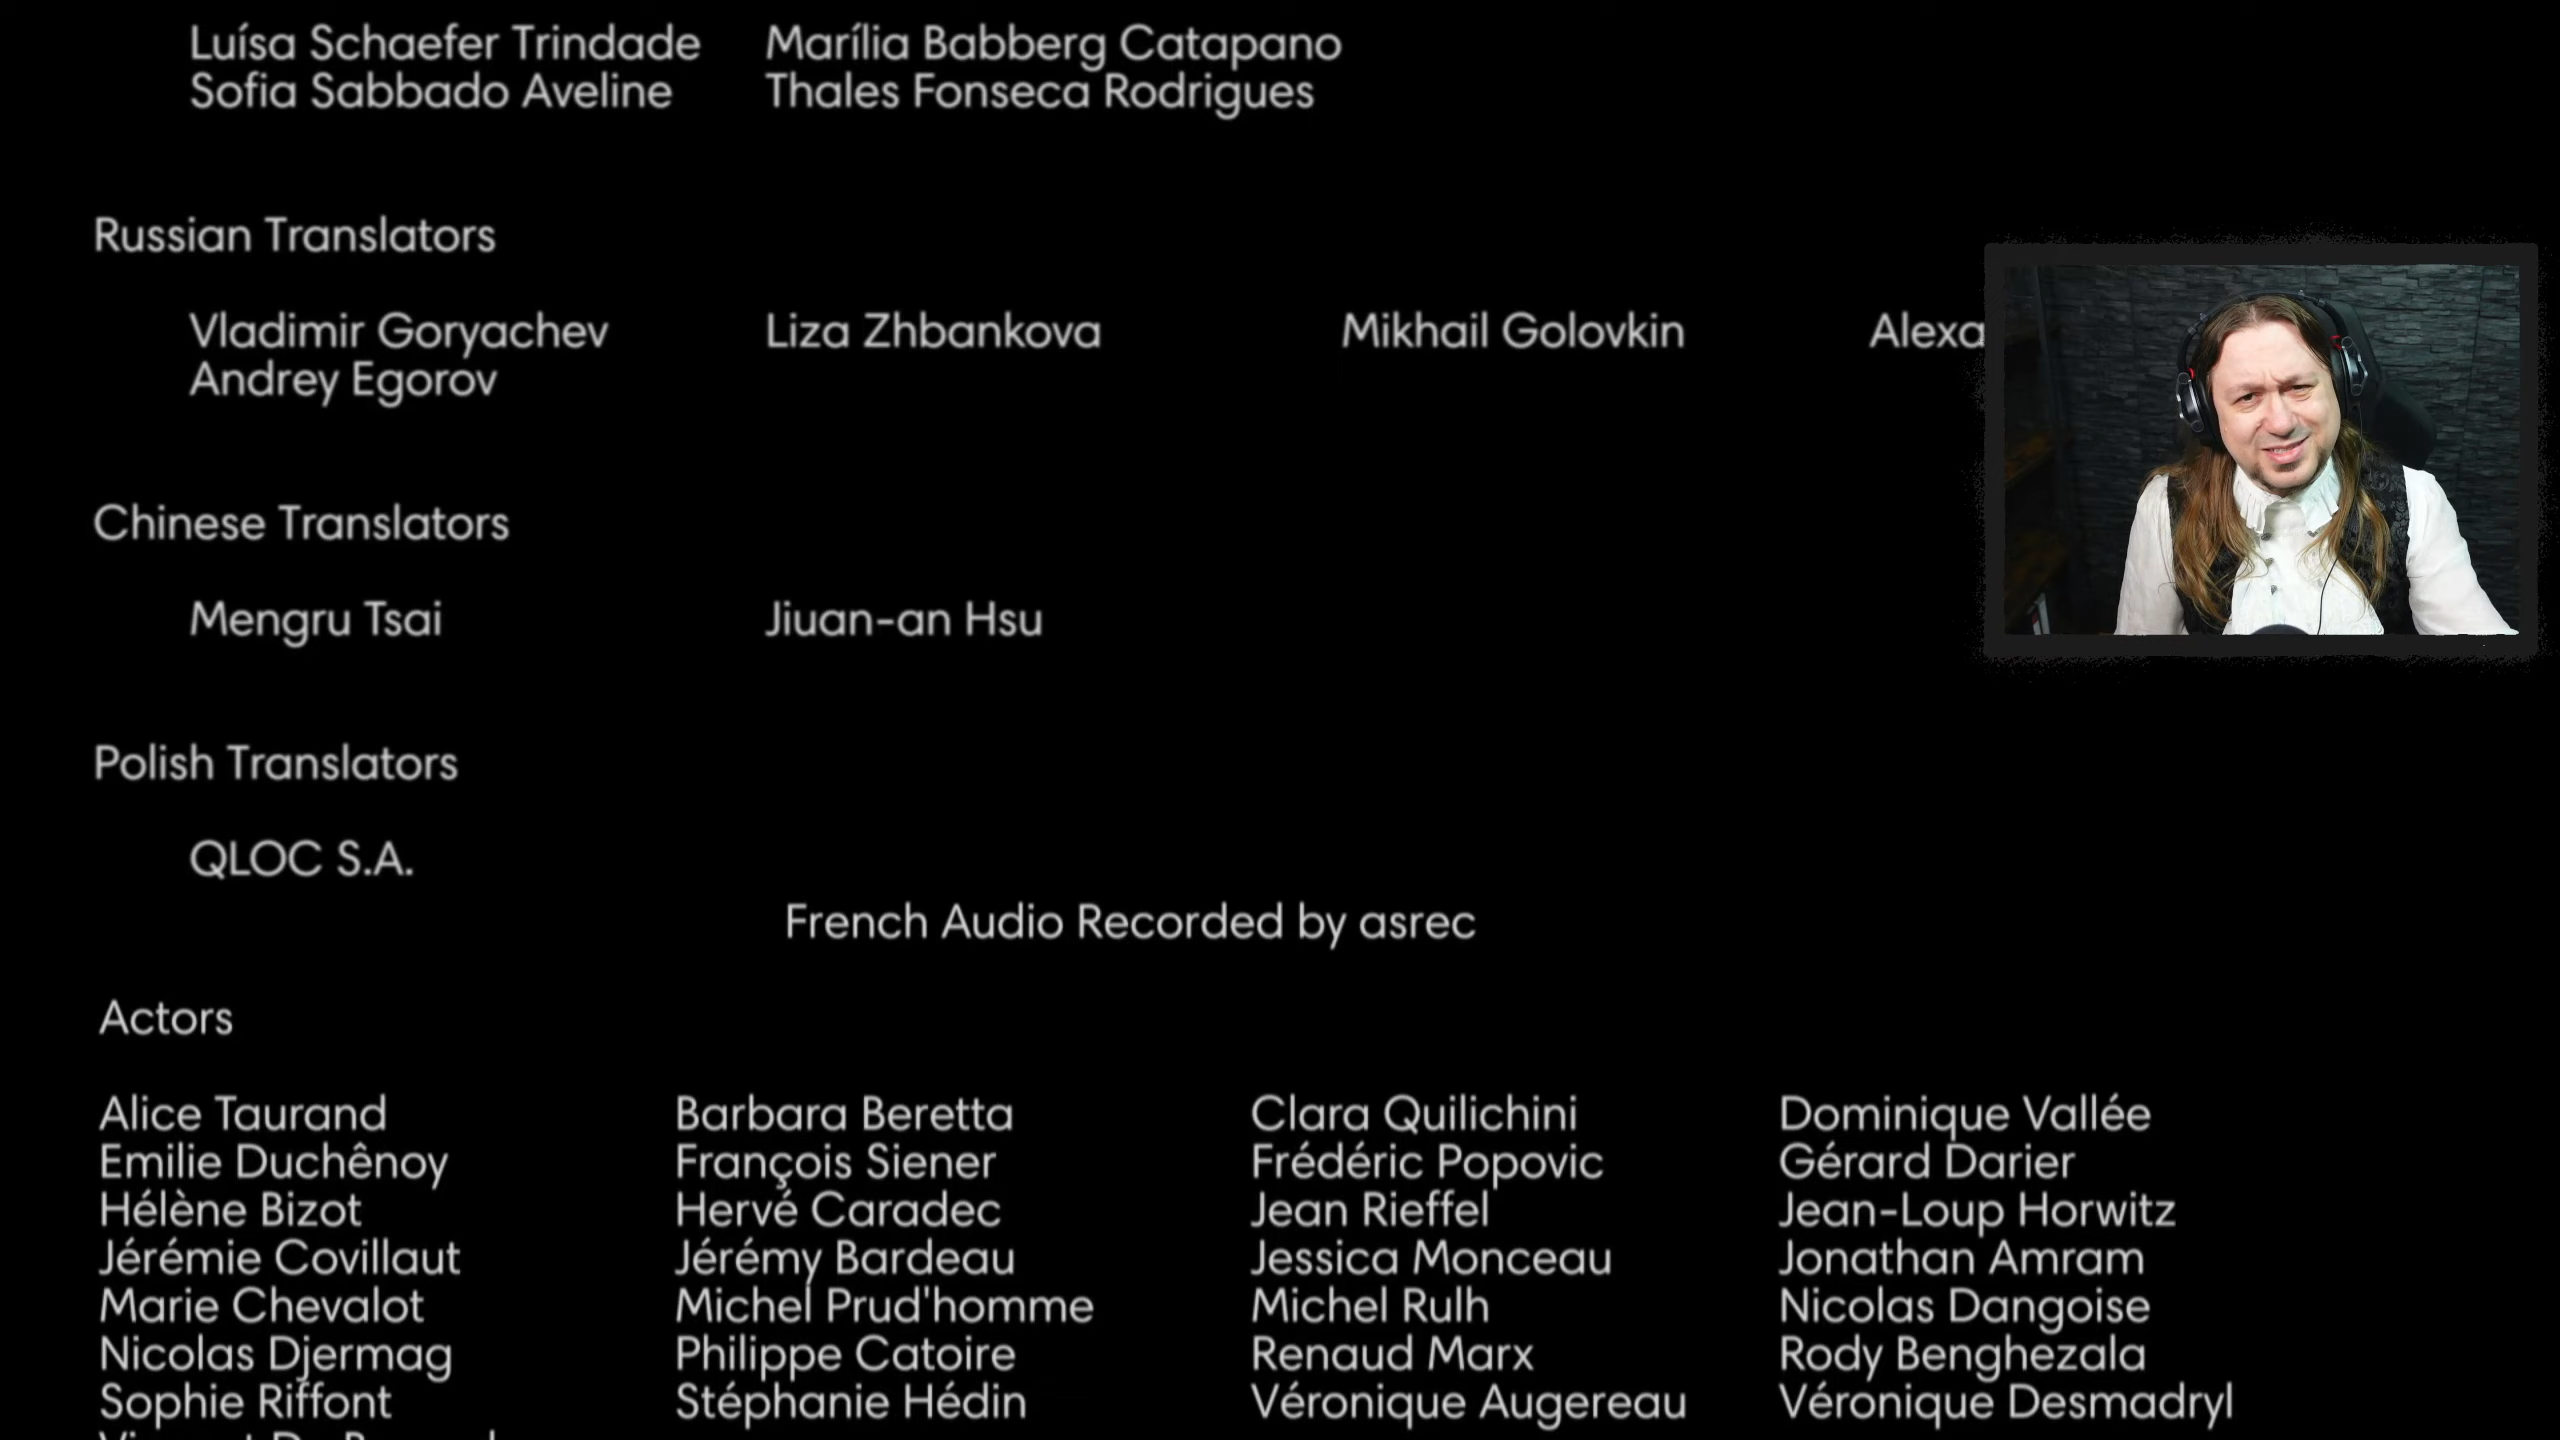 Luísa Schaefer Trindade Marília Babberg Catapano
Sofia Sabbado Aveline Thales Fonseca Rodrigues
Russian Translators
Vladimir Goryachev Liza Zhbankova Mikhail Golovkin
Andrey Egorov
Chinese Translators
Mengru Tsai Jiuan-an Hsu
Polish Translators
QLOC S.A.
French Audio Recorded by asrec
Actors
Alice Taurand Barbara Beretta Clara Quilichini Dominique Vallée
Emilie Duchênoy François Siener Frédéric Popovic Gérard Darier
Hélène Bizot Hervé Caradec Jean Rieffel Jean-Loup Horwitz
Jérémie Covillaut Jérémy Bardeau Jessica Monceau Jonathan Amram
Marie Chevalot Michel Prud'homme Michel Rulh Nicolas Dangoise
Nicolas Djermag Philippe Catoire Renaud Marx Rody Benghezala
Sophie Riffont Stéphanie Hédin Véronique Augereau Véronique Desmadryl